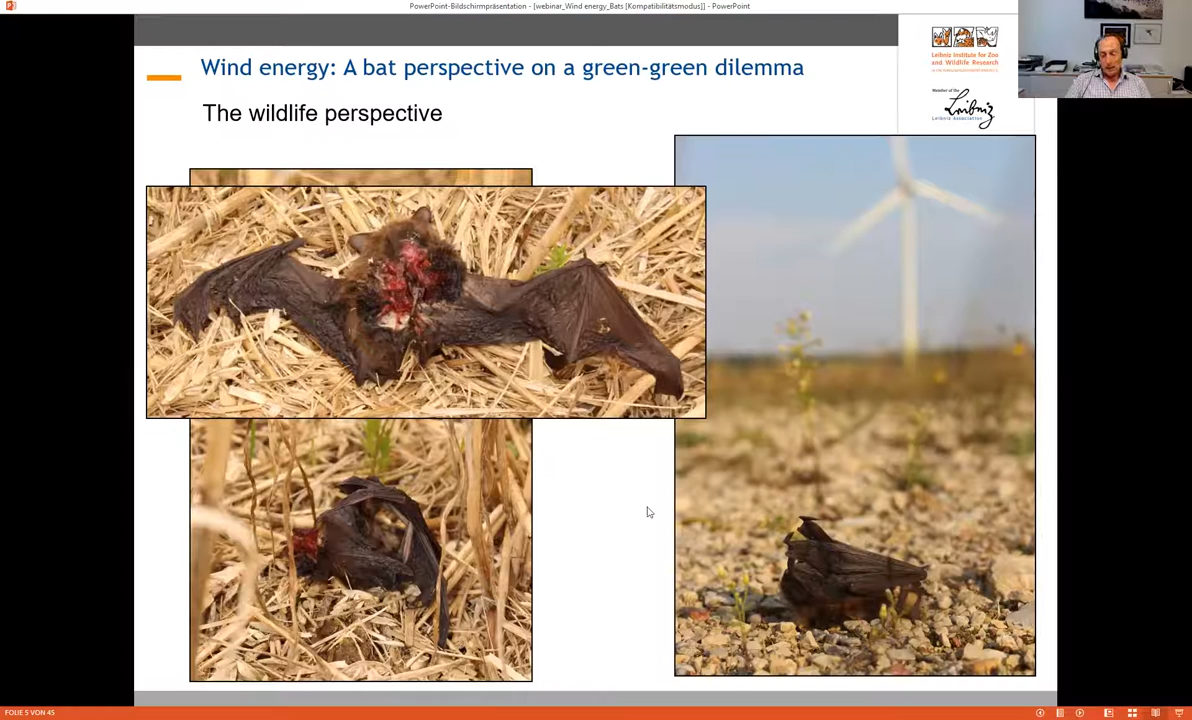 PowerPoint-Bildschirmpräsentation - [webinar_Wind energy_Bats [Kompatibilitätsmodus]] - PowerPoint
Wind energy: A bat perspective on a green-green dilemma
The wildlife perspective
Leibniz Institute for Zoo
and Wildlife Research
Member of the
Leibniz
Leibniz Association
FOLIE 5 VON 45